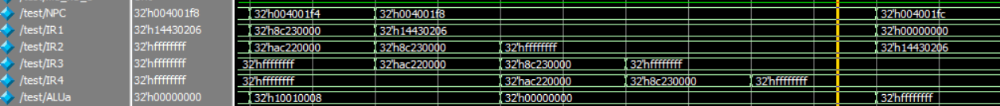 /test/NPC 32'h004001f8 32'h004001f4 32'h004001f8 32'h004001fc
/test/IR1 32'h14430206 32'h8c230000 32'h14430206 32'h00000000
/test/IR2 32'hffffffff 32'hac220000 32'h8c230000 32'hffffffff 32'h14430206
/test/IR3 32'hffffffff 32'hffffffff 32'hac220000 32'h8c230000 32'hffffffff
/test/IR4 32'hffffffff 32'hffffffff 32'hac220000 32'h8c230000 32'hffffffff
/test/ALUa 32'h00000000 32'h10010008 32'h00000000 32'hffffffff